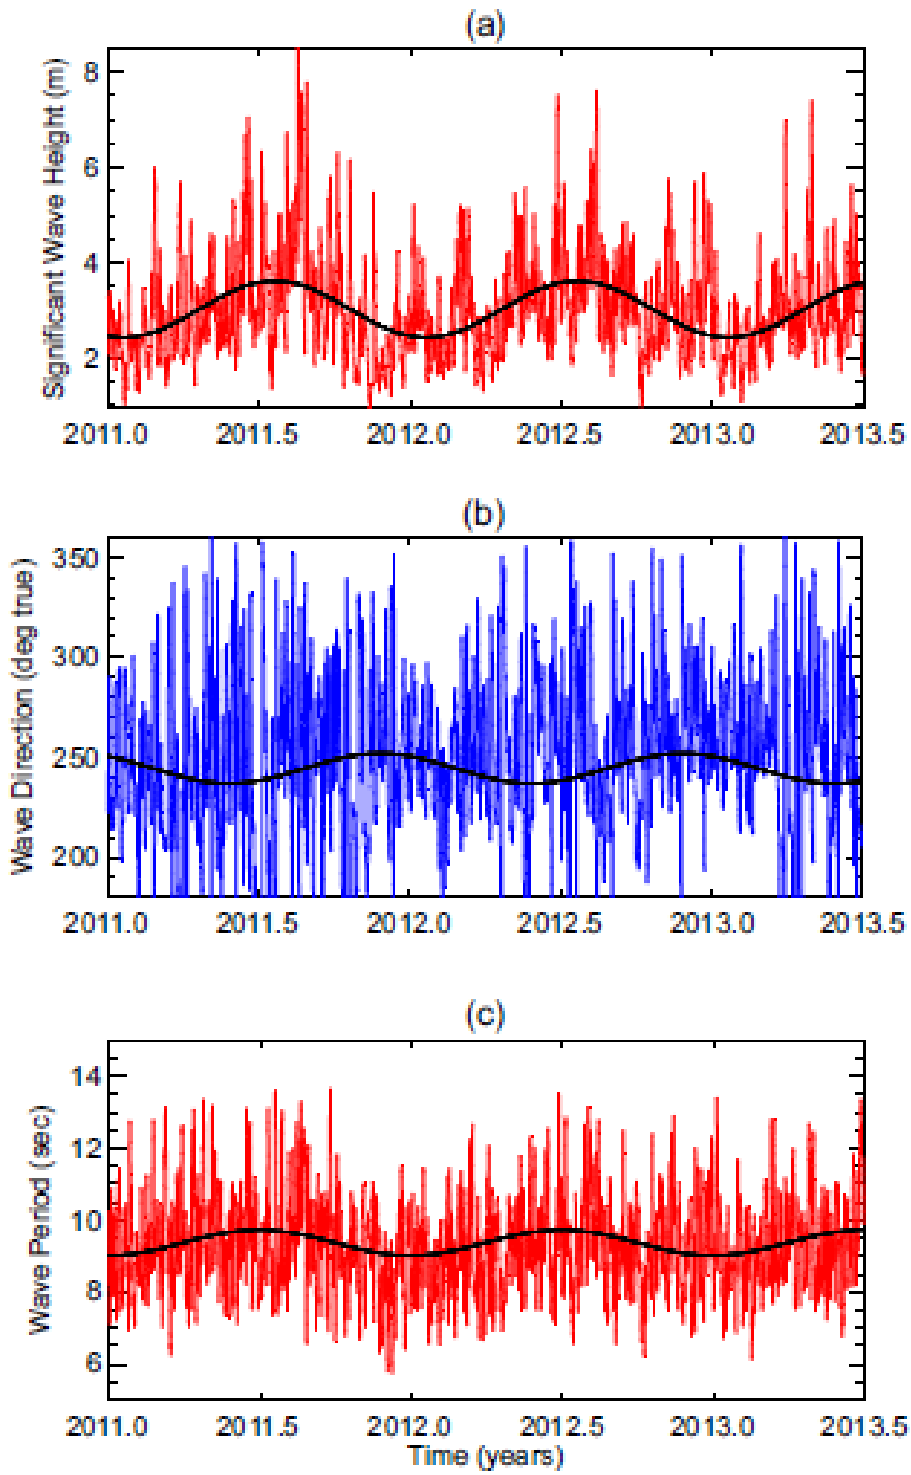 (a)
Significant Wave Height (m)
8
6
4
2
2011.0 2011.5 2012.0 2012.5 2013.0 2013.5
(b)
Wave Direction (deg true)
350
300
250
200
2011.0 2011.5 2012.0 2012.5 2013.0 2013.5
(c)
Wave Period (sec)
14
12
10
8
6
2011.0 2011.5 2012.0 2012.5 2013.0 2013.5
Time (years)